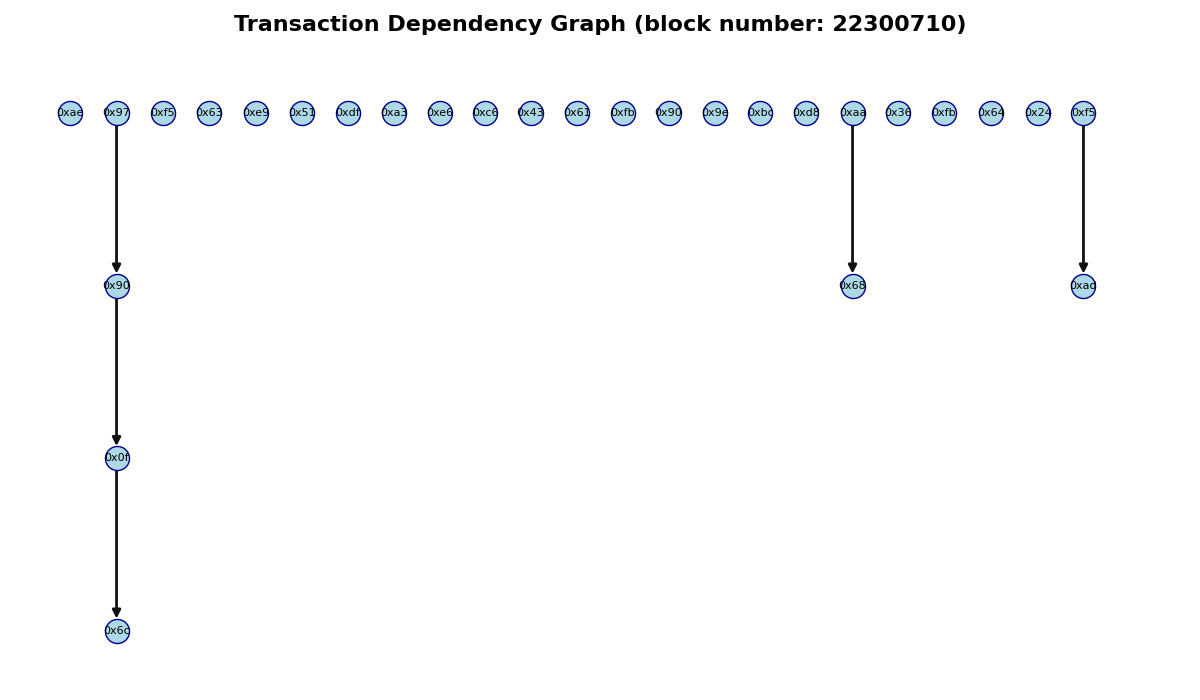 Transaction Dependency Graph (block number: 22300710)
0xae 0x97 0xf5 0x63 0xe9 0x51 0xdf 0xa3 0xe6 0xc6 0x43 0x61 0xfb 0x90 0x9e 0xbc 0xd8 0xaa 0x36 0xfb 0x64 0x24 0xf5
0x90 0x68 0xad
0x0f
0x6c